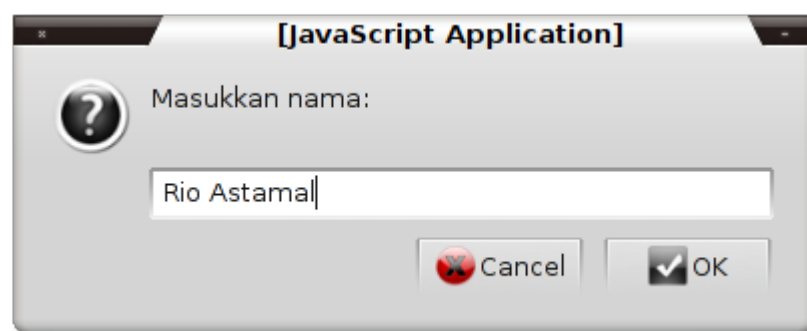 [JavaScript Application]
Masukkan nama:
Rio Astamal
Cancel OK